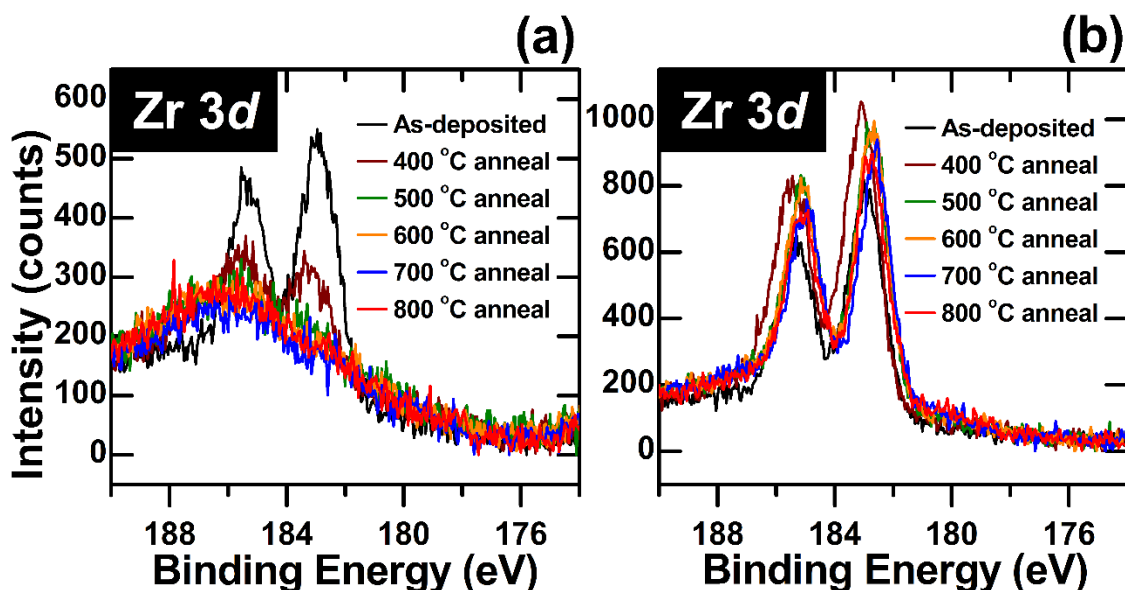 (a)
Zr 3d
As-deposited
400 °C anneal
500 °C anneal
600 °C anneal
700 °C anneal
800 °C anneal
Intensity (counts)
600
500
400
300
200
100
0
188 184 180 176
Binding Energy (eV)
(b)
Zr 3d
As-deposited
400 °C anneal
500 °C anneal
600 °C anneal
700 °C anneal
800 °C anneal
1000
800
600
400
200
0
188 184 180 176
Binding Energy (eV)